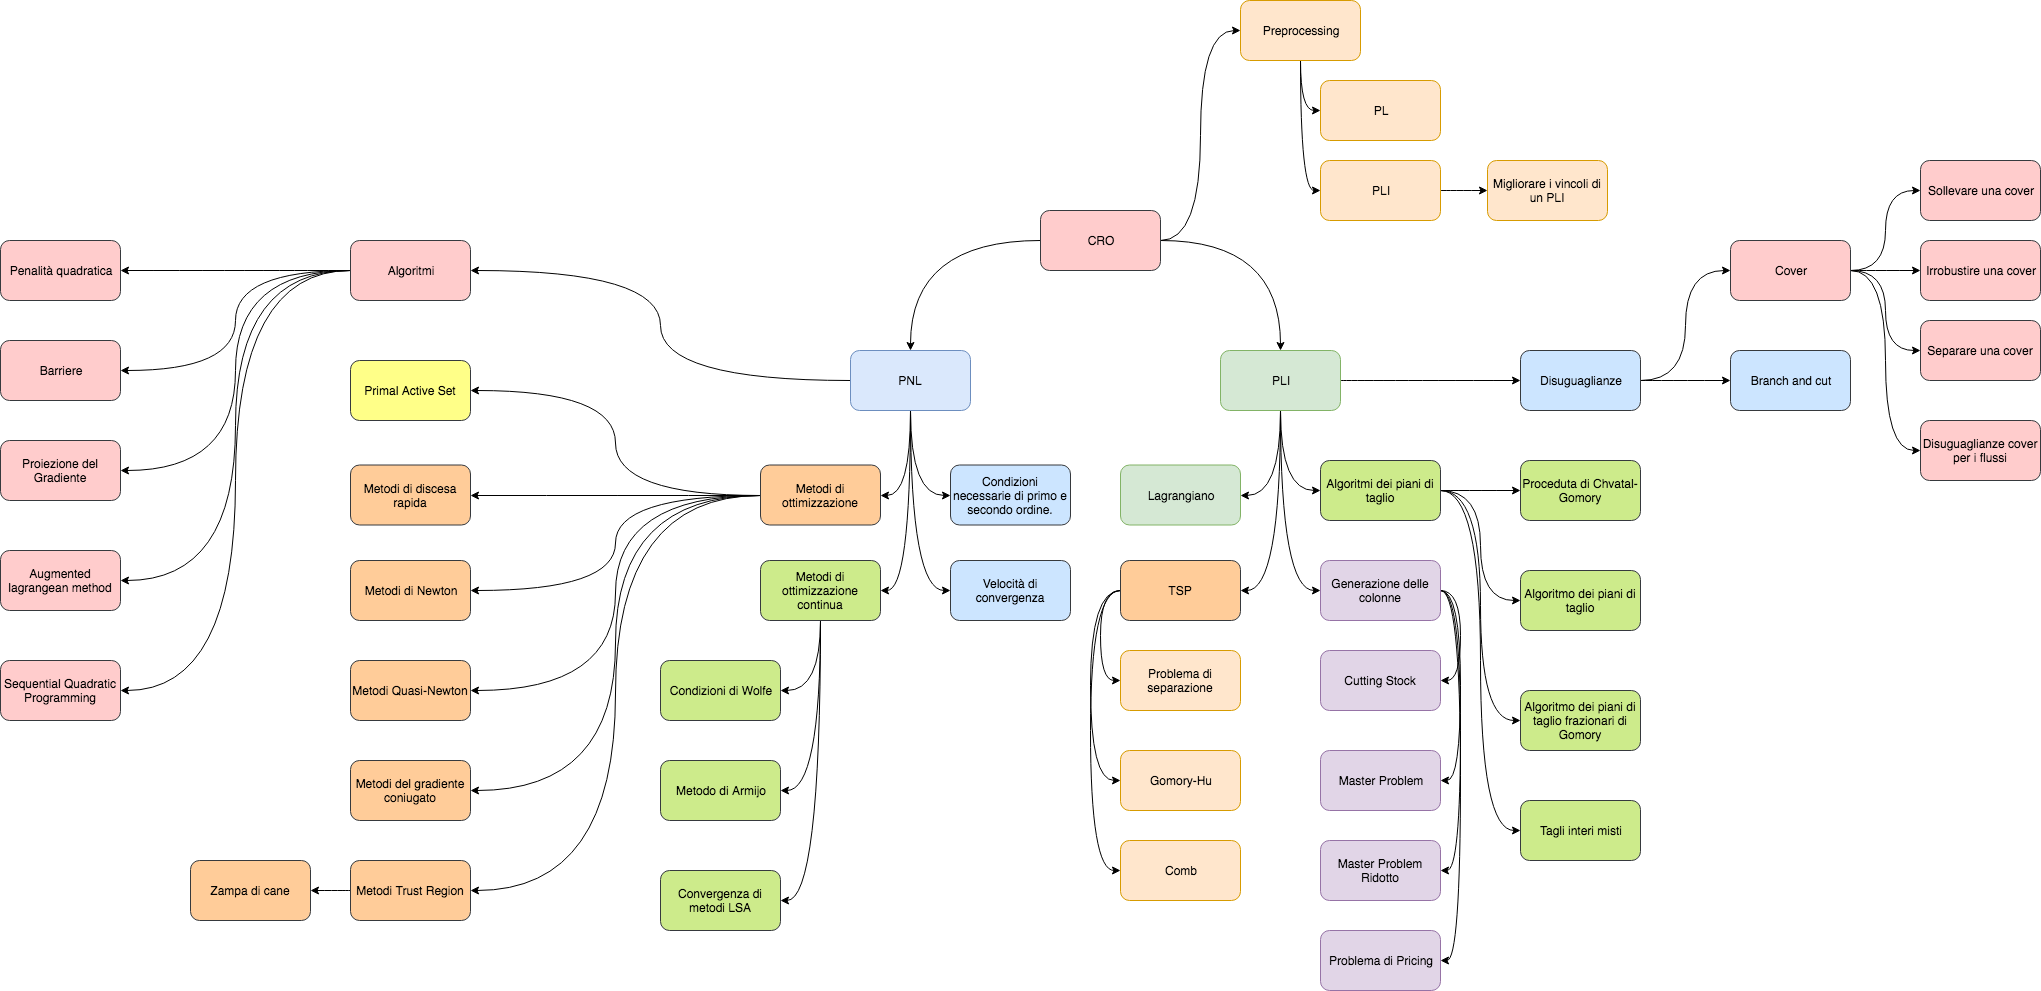 Preprocessing
PL
PLI
Migliorare i vincoli di
un PLI
CRO
Sollevare una cover
Penalità quadratica
Algoritmi
Cover
Irrobustire una cover
Barriere
Primal Active Set
PNL
PLI
Disuguaglianze
Branch and cut
Separare una cover
Disuguaglianze cover
per i flussi
Proiezione del
Gradiente
Metodi di discesa
rapida
Metodi di
ottimizzazione
Condizioni
necessarie di primo e
secondo ordine.
Lagrangiano
Algoritmi dei piani di
taglio
Proceduta di Chvatal-
Gomory
Augmented
lagrangean method
Metodi di Newton
Metodi di
ottimizzazione
continua
Velocità di
convergenza
TSP
Generazione delle
colonne
Algoritmo dei piani di
taglio
Sequential Quadratic
Programming
Metodi Quasi-Newton
Condizioni di Wolfe
Problema di
separazione
Cutting Stock
Algoritmo dei piani di
taglio frazionari di
Gomory
Metodi del gradiente
coniugato
Metodo di Armijo
Gomory-Hu
Master Problem
Tagli interi misti
Zampa di cane
Metodi Trust Region
Convergenza di
metodi LSA
Comb
Master Problem
Ridotto
Problema di Pricing